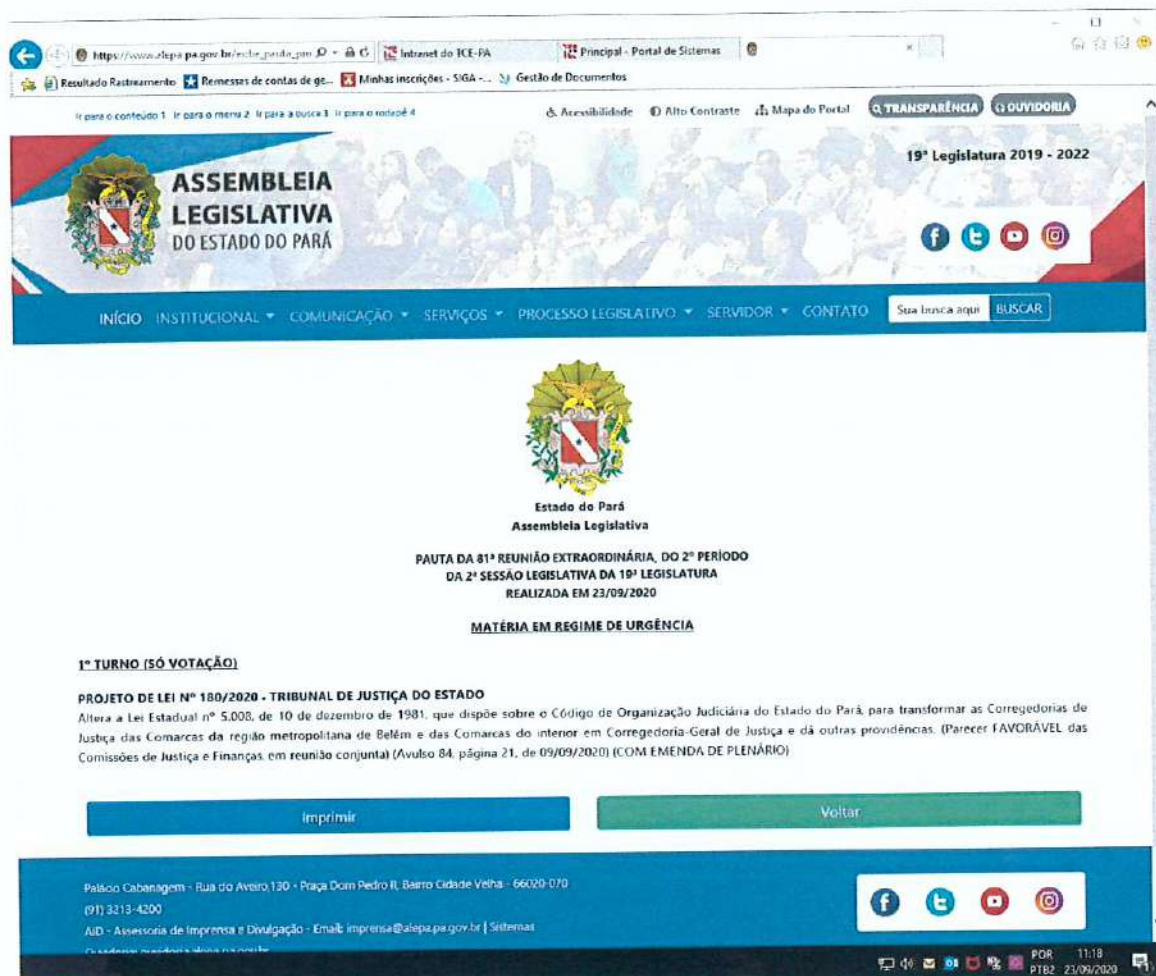 https://www.alepa.pa.gov.br/exibe_pauta_por
Intranet do TCE-PA
Principal - Portal de Sistemas
Resultado Rastreamento
Remessas de contas de ge...
Minhas inscrições - SIGA -...
Gestão de Documentos
Ir para o conteúdo 1 Ir para o menu 2 Ir para a busca 3 Ir para o rodapé 4
Acessibilidade
Alto Contraste
Mapa do Portal
TRANSPARÊNCIA
OUVIDORIA
19ª Legislatura 2019 - 2022
ASSEMBLEIA
LEGISLATIVA
DO ESTADO DO PARÁ
INÍCIO INSTITUCIONAL COMUNICAÇÃO SERVIÇOS PROCESSO LEGISLATIVO SERVIDOR CONTATO
Sua busca aqui BUSCAR
Estado do Pará
Assembleia Legislativa
PAUTA DA 81ª REUNIÃO EXTRAORDINÁRIA, DO 2º PERÍODO
DA 2ª SESSÃO LEGISLATIVA DA 19ª LEGISLATURA
REALIZADA EM 23/09/2020
MATÉRIA EM REGIME DE URGÊNCIA
1º TURNO (SÓ VOTAÇÃO)
PROJETO DE LEI Nº 180/2020 - TRIBUNAL DE JUSTIÇA DO ESTADO
Altera a Lei Estadual nº 5.008, de 10 de dezembro de 1981, que dispõe sobre o Código de Organização Judiciária do Estado do Pará, para transformar as Corregedorias de
Justiça das Comarcas da região metropolitana de Belém e das Comarcas do interior em Corregedoria-Geral de Justiça e dá outras providências. (Parecer FAVORÁVEL das
Comissões de Justiça e Finanças, em reunião conjunta) (Avulso 84, página 21, de 09/09/2020) (COM EMENDA DE PLENÁRIO)
Imprimir
Voltar
Palácio Cabanagem - Rua do Aveiro,130 - Praça Dom Pedro II, Bairro Cidade Velha - 66020-070
(91) 3213-4200
AID - Assessoria de Imprensa e Divulgação - Email: imprensa@alepa.pa.gov.br | Sistemas
POR 11:18
PTB2 23/09/2020